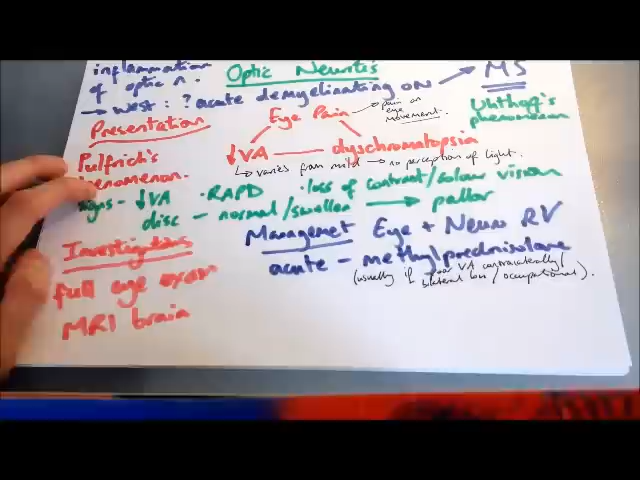 inflammation
of optic n.
Optic Neuritis
→ West : ? acute demyelinating ON → MS
Uhthoff's
phenomenon
Presentation
Eye Pain → pain on
eye
movement.
↓VA — dyschromatopsia
↳ varies from mild → no perception of light.
Pulfrich's
phenomenon.
signs - ↓VA · RAPD · loss of contrast/colour vision
disc - normal/swollen → pallor
Investigations
full eye exam
MRI brain
Managemet Eye + Neuro RV
acute - methylprednisolone
(usually if poor VA contralaterally/
bilateral loss/occupational).